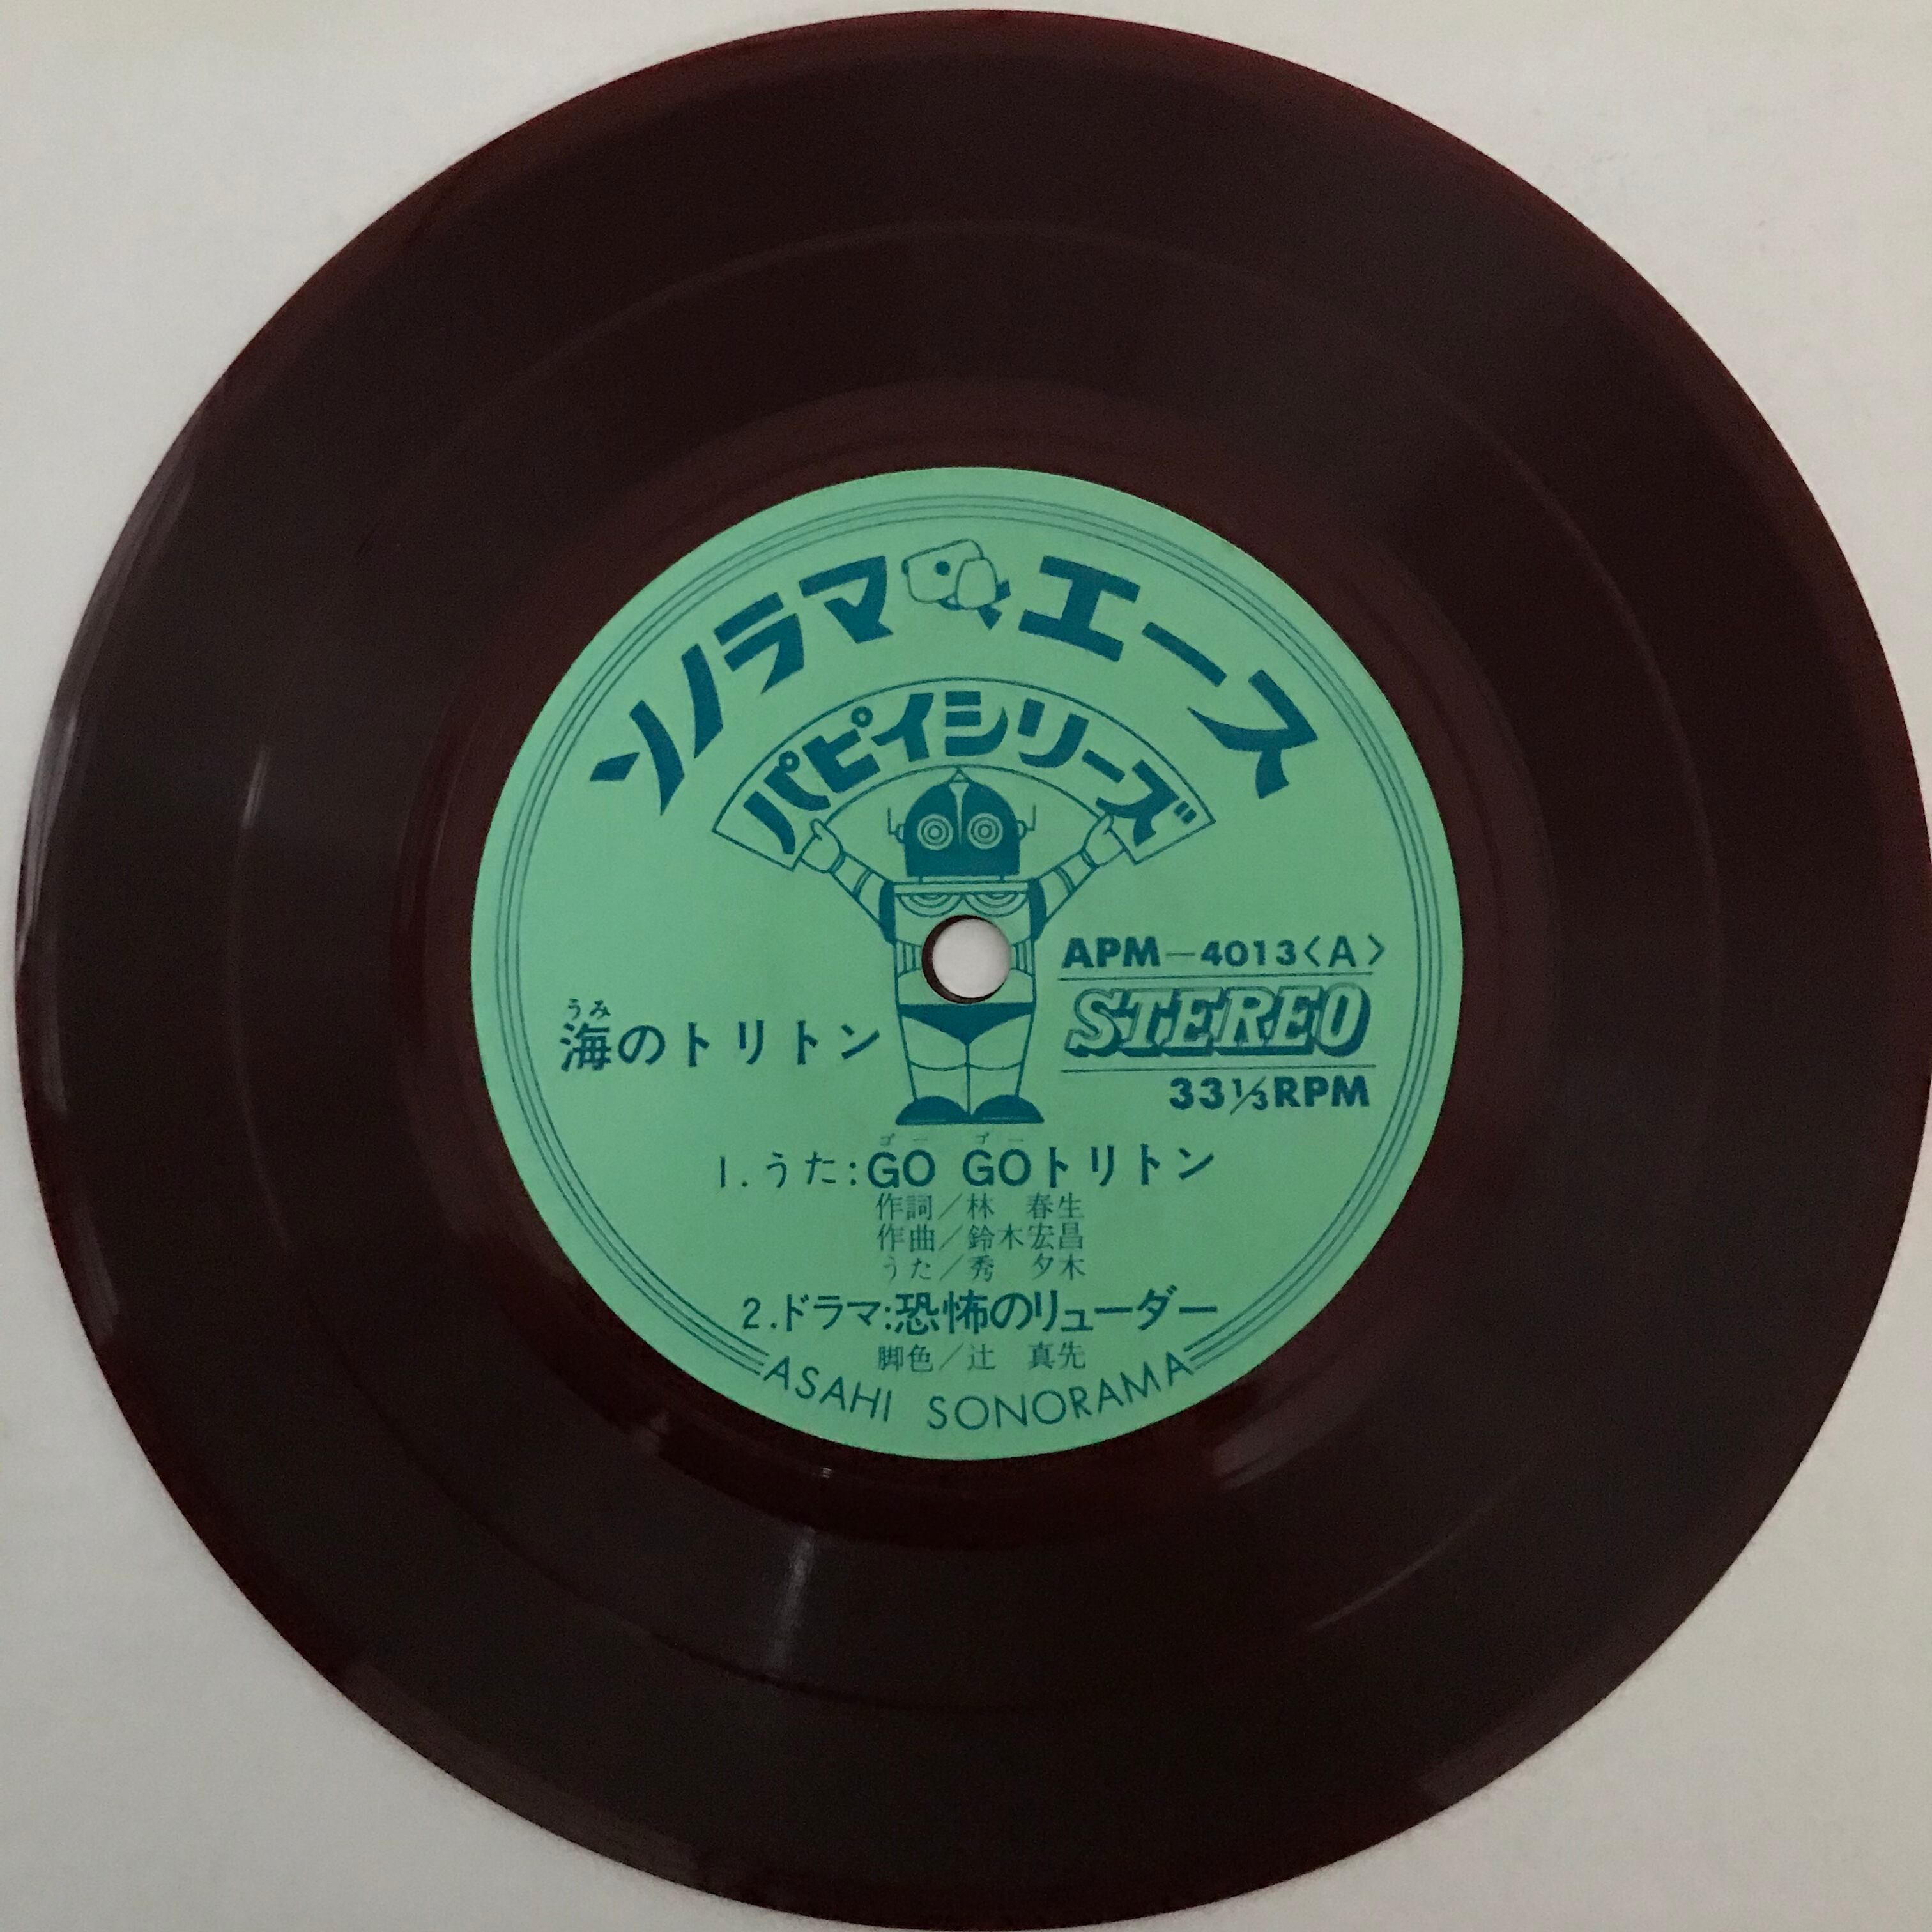 ソノラマエース
パピイシリーズ
APM－4013〈A〉
STEREO
33⅓RPM
うみ
海のトリトン
ゴー ゴー
1.うた:GO GOトリトン
作詞／林 春生
作曲／鈴木宏昌
うた／秀 夕木
2.ドラマ:恐怖のリューダー
脚色／辻 真先
ASAHI SONORAMA